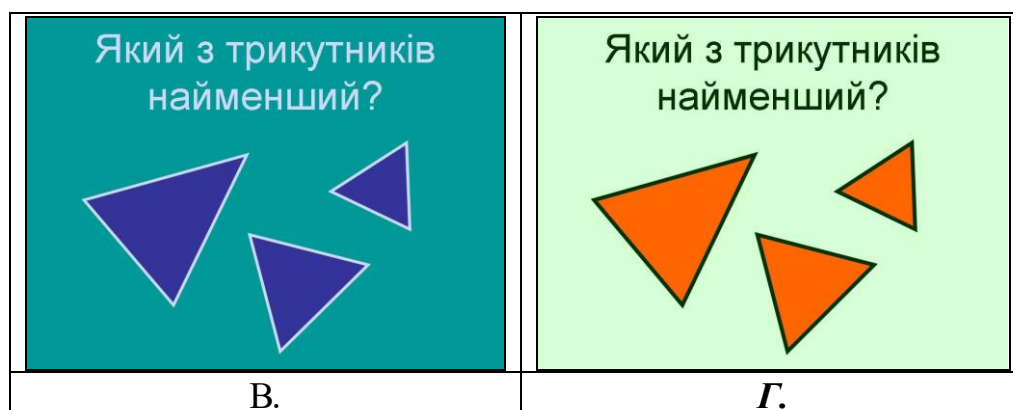 Який з трикутників
найменший?
Який з трикутників
найменший?
В.
Г.